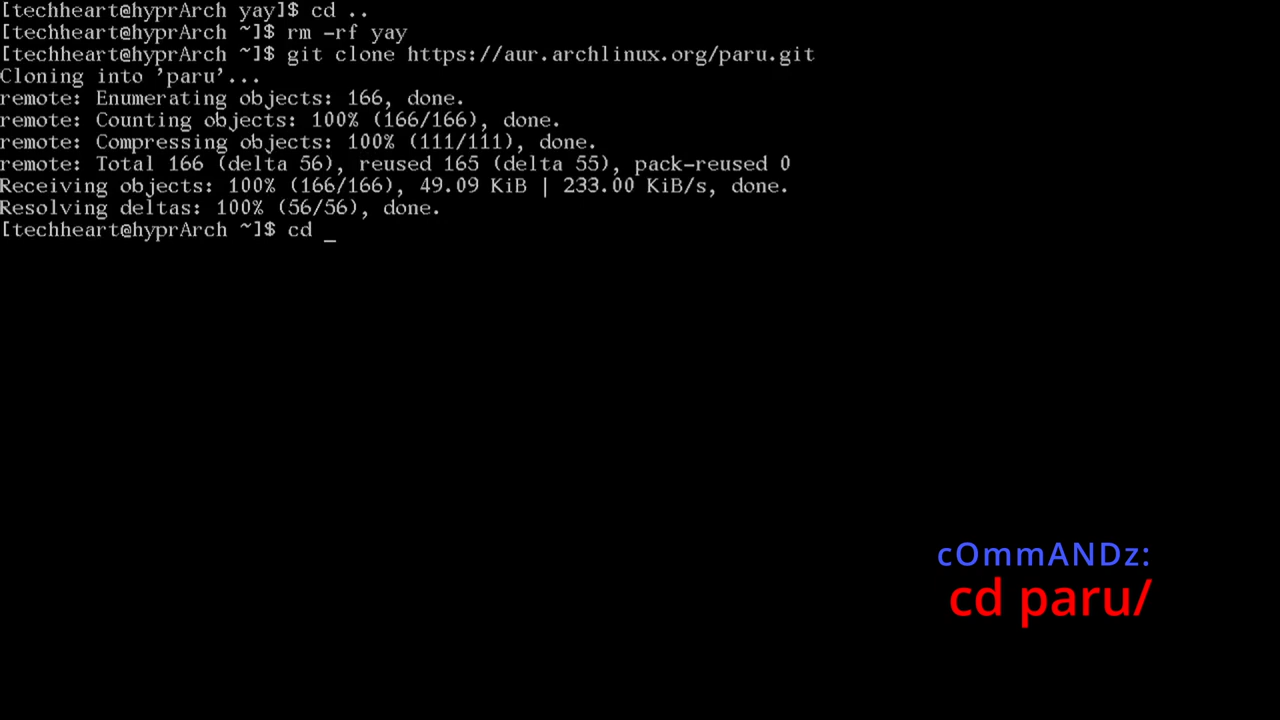 [techheart@hyprArch yay]$ cd ..
[techheart@hyprArch ~]$ rm -rf yay
[techheart@hyprArch ~]$ git clone https://aur.archlinux.org/paru.git
Cloning into 'paru'...
remote: Enumerating objects: 166, done.
remote: Counting objects: 100% (166/166), done.
remote: Compressing objects: 100% (111/111), done.
remote: Total 166 (delta 56), reused 165 (delta 55), pack-reused 0
Receiving objects: 100% (166/166), 49.09 KiB | 233.00 KiB/s, done.
Resolving deltas: 100% (56/56), done.
[techheart@hyprArch ~]$ cd _
cOmmANDz:
cd paru/